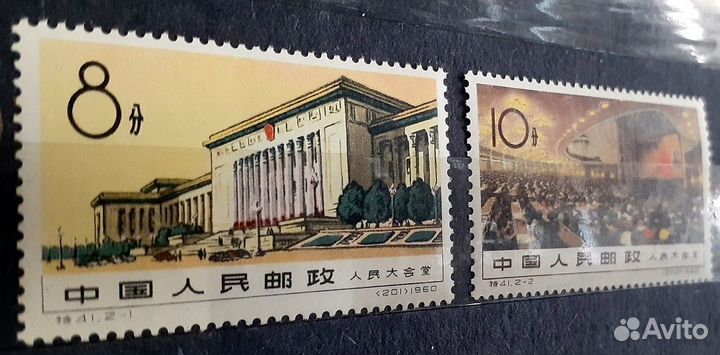 8分
中国人民邮政 人民大会堂
(201)1960
特41.2-1
10分
中国人民邮政 人民大会堂
特41.2-2
Avito